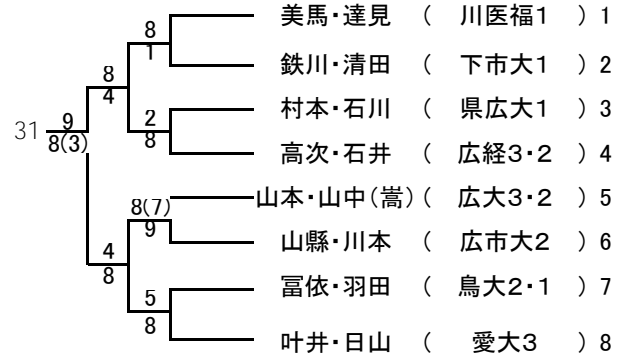 8
美馬・達見 ( 川医福1 ) 1
1
8
鉄川・清田 ( 下市大1 ) 2
4
2
村本・石川 ( 県広大1 ) 3
31 9
8(3)
8
高次・石井 ( 広経3・2 ) 4
8(7)
山本・山中(嵩) ( 広大3・2 ) 5
9
4
山縣・川本 ( 広市大2 ) 6
8
5
冨依・羽田 ( 鳥大2・1 ) 7
8
叶井・日山 ( 愛大3 ) 8